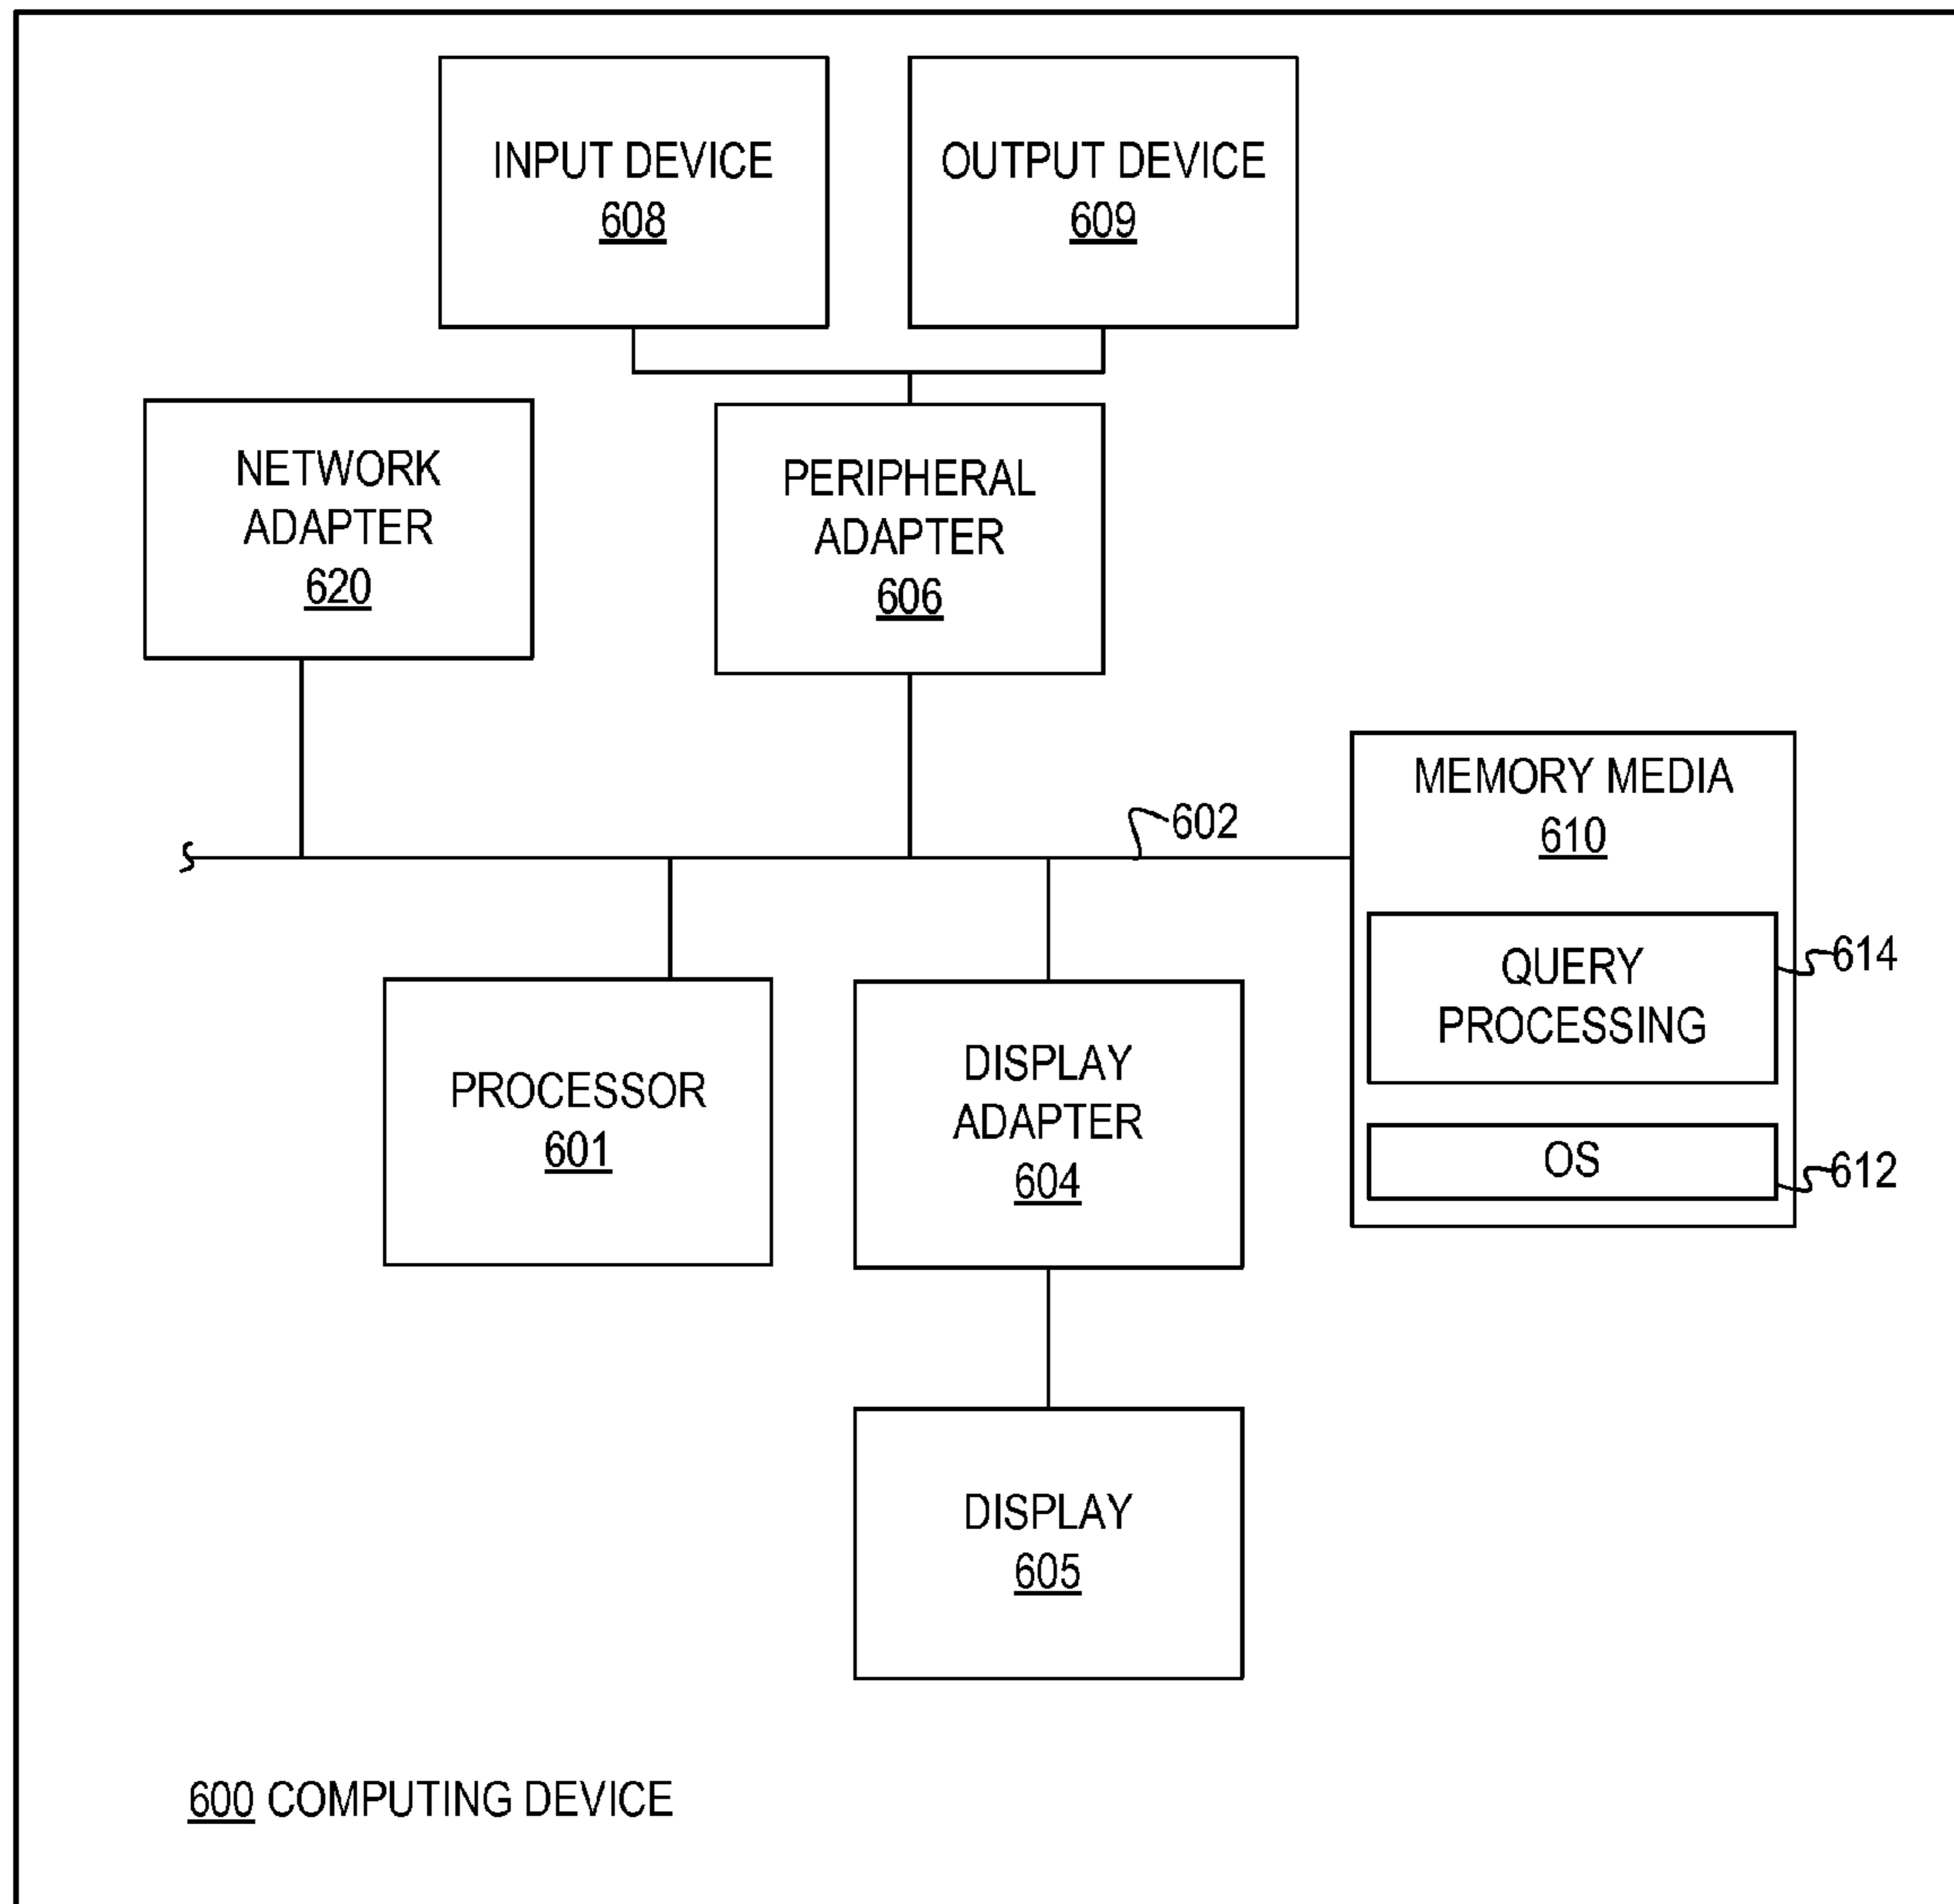 INPUT DEVICE
608
OUTPUT DEVICE
609
NETWORK
ADAPTER
620
PERIPHERAL
ADAPTER
606
602
MEMORY MEDIA
610
QUERY
PROCESSING
614
OS
612
PROCESSOR
601
DISPLAY
ADAPTER
604
DISPLAY
605
600 COMPUTING DEVICE